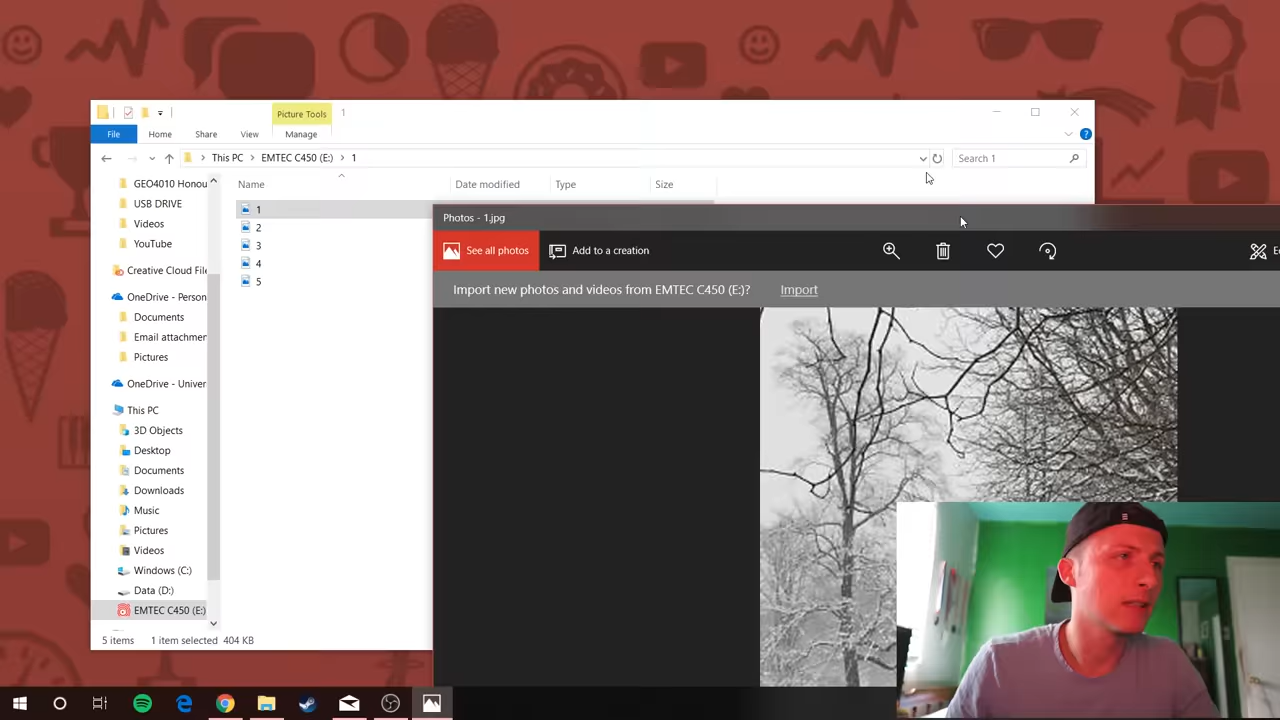 Picture Tools
1
File
Home
Share
View
Manage
This PC
EMTEC C450 (E:)
1
Search 1
Name
Date modified
Type
Size
GEO4010 Honou
USB DRIVE
Videos
YouTube
Creative Cloud File
OneDrive - Person
Documents
Email attachmen
Pictures
OneDrive - Univer
This PC
3D Objects
Desktop
Documents
Downloads
Music
Pictures
Videos
Windows (C:)
Data (D:)
EMTEC C450 (E:)
1
2
3
4
5
5 items
1 item selected 404 KB
Photos - 1.jpg
See all photos
Add to a creation
E
Import new photos and videos from EMTEC C450 (E:)?
Import